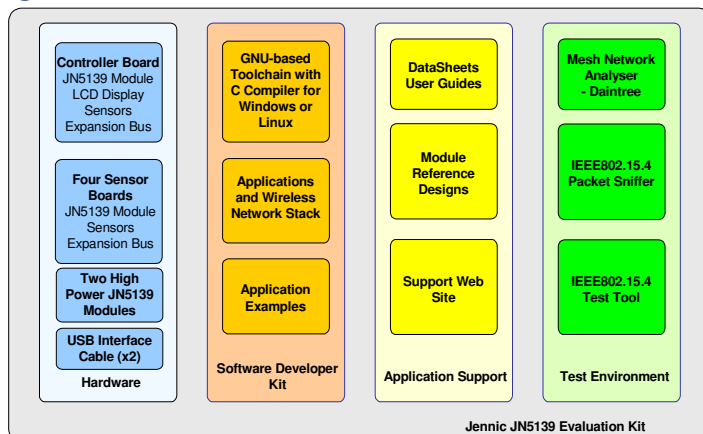 Controller Board
JN5139 Module
LCD Display
Sensors
Expansion Bus
Four Sensor
Boards
JN5139 Module
Sensors
Expansion Bus
Two High
Power JN5139
Modules
USB Interface
Cable (x2)
Hardware
GNU-based
Toolchain with
C Compiler for
Windows or
Linux
Applications
and Wireless
Network Stack
Application
Examples
Software Developer
Kit
DataSheets
User Guides
Module
Reference
Designs
Support Web
Site
Application Support
Mesh Network
Analyser
- Daintree
IEEE802.15.4
Packet Sniffer
IEEE802.15.4
Test Tool
Test Environment
Jennic JN5139 Evaluation Kit